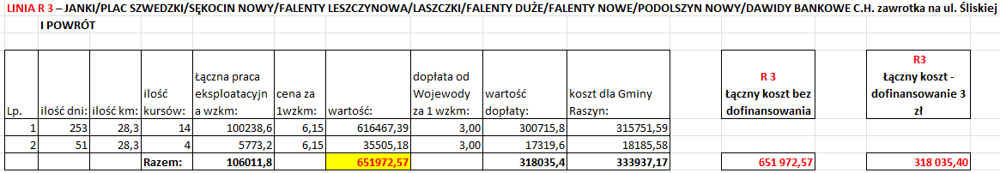 LINIA R 3 – JANKI/PLAC SZWEDZKI/SĘKOCIN NOWY/FALENTY LESZCZYNOWA/LASZCZKI/FALENTY DUŻE/FALENTY NOWE/PODOLSZYN NOWY/DAWIDY BANKOWE C.H. zawrotka na ul. Śliskiej
I POWRÓT
Lp. ilość dni: ilość km: ilość kursów: Łączna praca eksploatacyjn a wzkm: cena za 1wzkm: wartość: dopłata od Wojewody za 1 wzkm: wartość dopłaty: koszt dla Gminy Raszyn: R 3 Łączny koszt bez dofinansowania R3 Łączny koszt - dofinansowanie 3 zł
1 253 28,3 14 100238,6 6,15 616467,39 3,00 300715,8 315751,59
2 51 28,3 4 5773,2 6,15 35505,18 3,00 17319,6 18185,58
Razem: 106011,8 651972,57 318035,4 333937,17 651 972,57 318 035,40